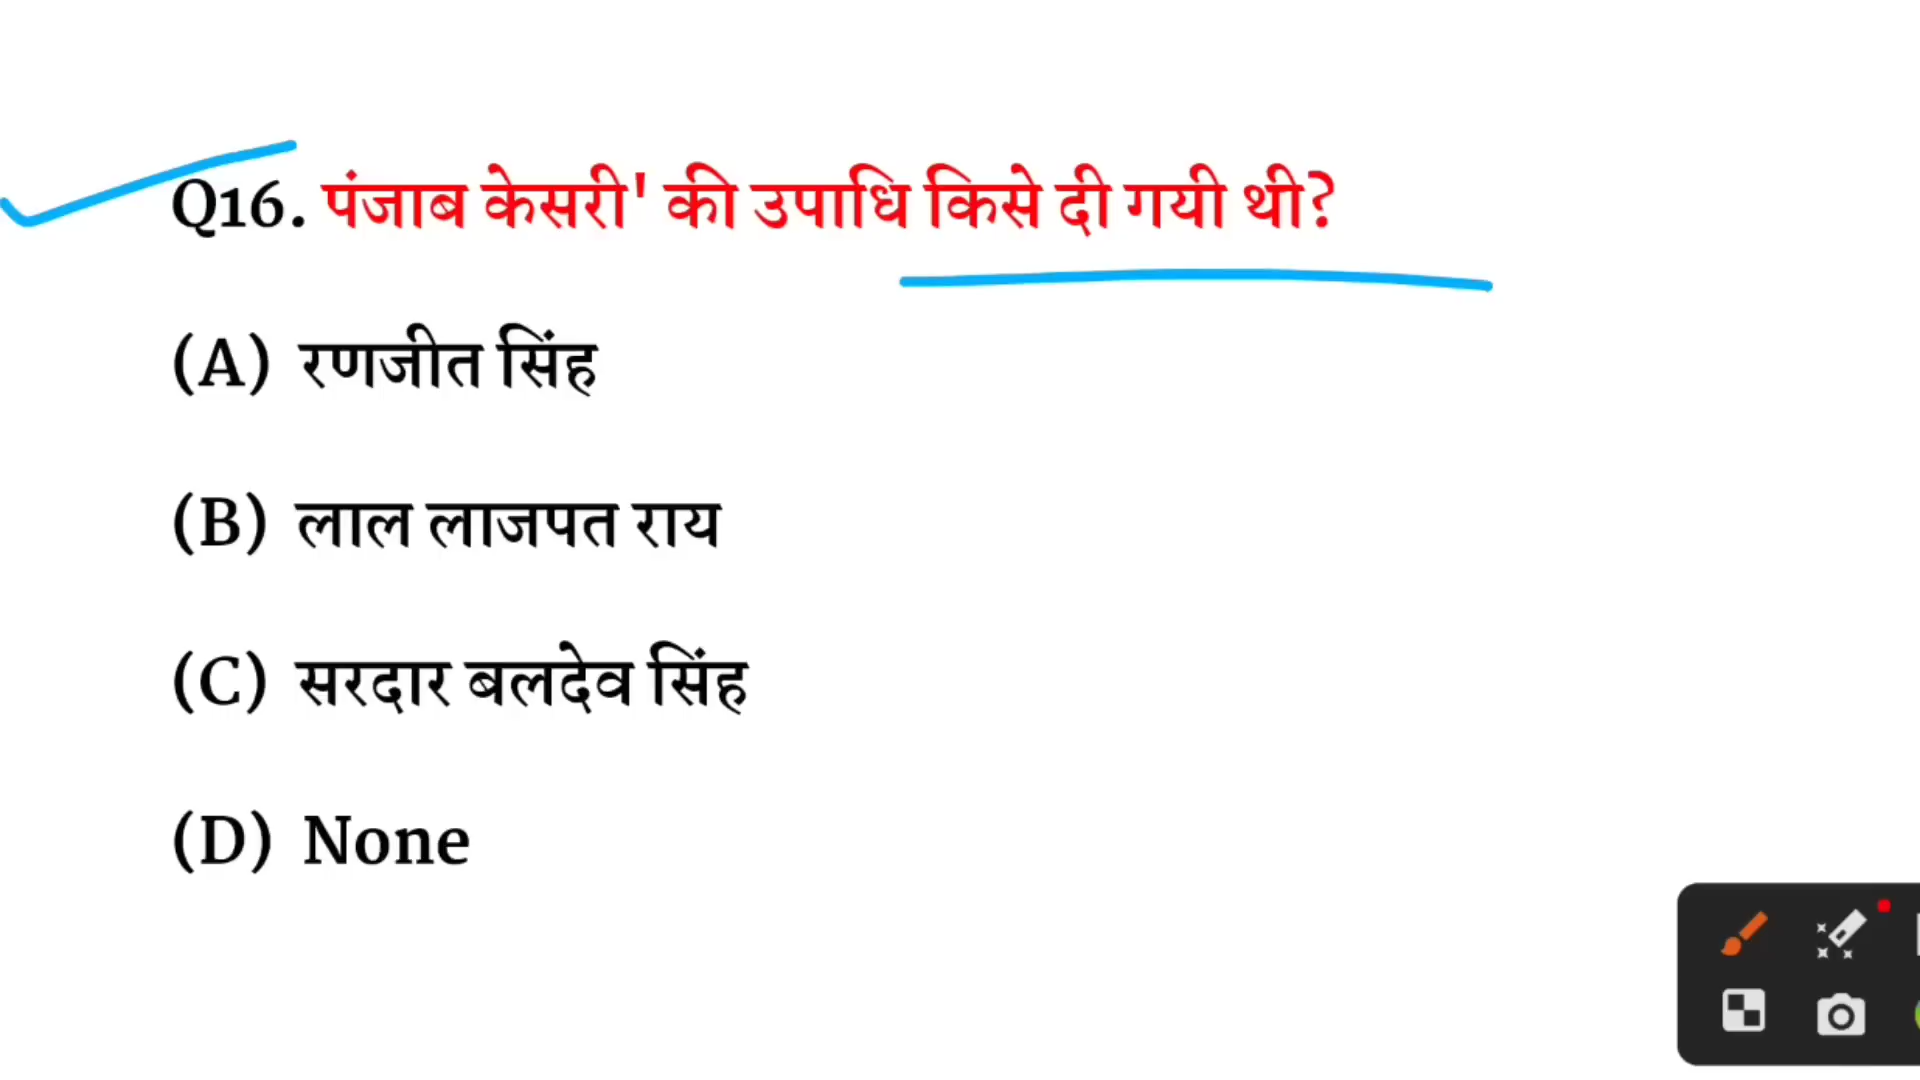 Q16. पंजाब केसरी' की उपाधि किसे दी गयी थी?
(A) रणजीत सिंह
(B) लाल लाजपत राय
(C) सरदार बलदेव सिंह
(D) None